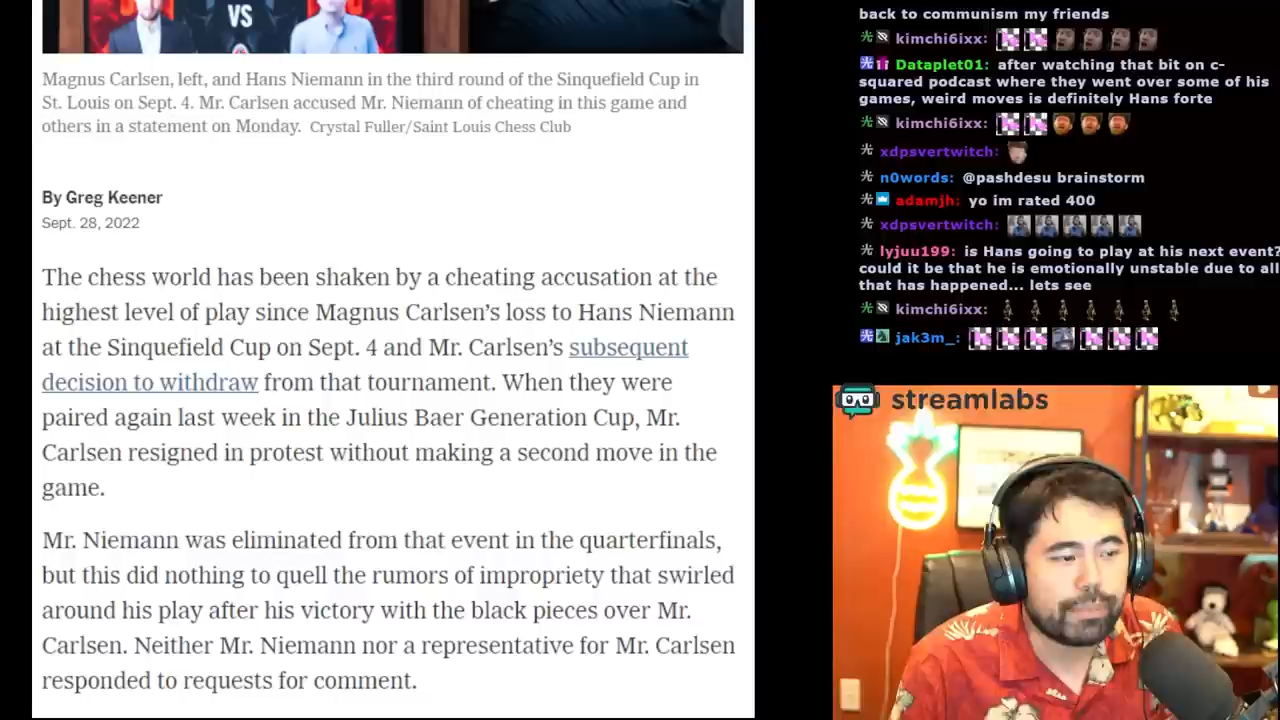 VS
Magnus Carlsen, left, and Hans Niemann in the third round of the Sinquefield Cup in
St. Louis on Sept. 4. Mr. Carlsen accused Mr. Niemann of cheating in this game and
others in a statement on Monday. Crystal Fuller/Saint Louis Chess Club
By Greg Keener
Sept. 28, 2022
The chess world has been shaken by a cheating accusation at the
highest level of play since Magnus Carlsen’s loss to Hans Niemann
at the Sinquefield Cup on Sept. 4 and Mr. Carlsen’s subsequent
decision to withdraw from that tournament. When they were
paired again last week in the Julius Baer Generation Cup, Mr.
Carlsen resigned in protest without making a second move in the
game.
Mr. Niemann was eliminated from that event in the quarterfinals,
but this did nothing to quell the rumors of impropriety that swirled
around his play after his victory with the black pieces over Mr.
Carlsen. Neither Mr. Niemann nor a representative for Mr. Carlsen
responded to requests for comment.
back to communism my friends
kimchi6ixx:
Dataplet01: after watching that bit on c-
squared podcast where they went over some of his
games, weird moves is definitely Hans forte
kimchi6ixx:
xdpsvertwitch:
n0words: @pashdesu brainstorm
adamjh: yo im rated 400
xdpsvertwitch:
lyjuu199: is Hans going to play at his next event?
could it be that he is emotionally unstable due to all
that has happened... lets see
kimchi6ixx:
jak3m_:
streamlabs